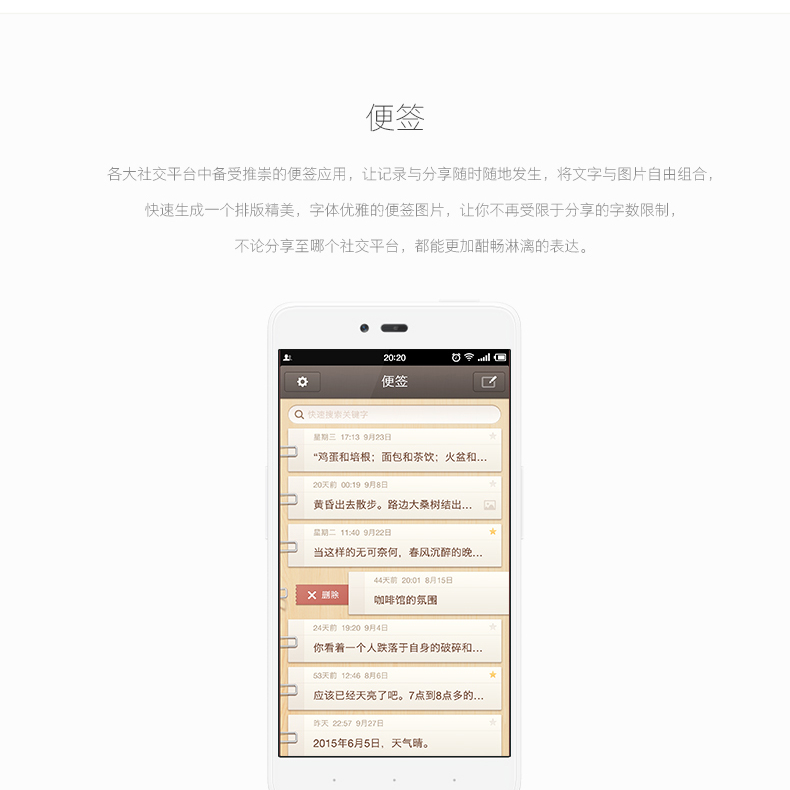 便签
各大社交平台中备受推崇的便签应用，让记录与分享随时随地发生，将文字与图片自由组合，
快速生成一个排版精美，字体优雅的便签图片，让你不再受限于分享的字数限制，
不论分享至哪个社交平台，都能更加酣畅淋漓的表达。
20:20
便签
快速搜索关键字
星期三 17:13 9月23日
“鸡蛋和培根；面包和茶饮；火盆和...
20天前 00:19 9月8日
黄昏出去散步。路边大桑树结出...
星期二 11:40 9月22日
当这样的无可奈何，春风沉醉的晚...
44天前 20:01 8月15日
删除
咖啡馆的氛围
24天前 19:20 9月4日
你看着一个人跌落于自身的破碎和...
53天前 12:46 8月6日
应该已经天亮了吧。7点到8点多的...
昨天 22:57 9月27日
2015年6月5日，天气晴。